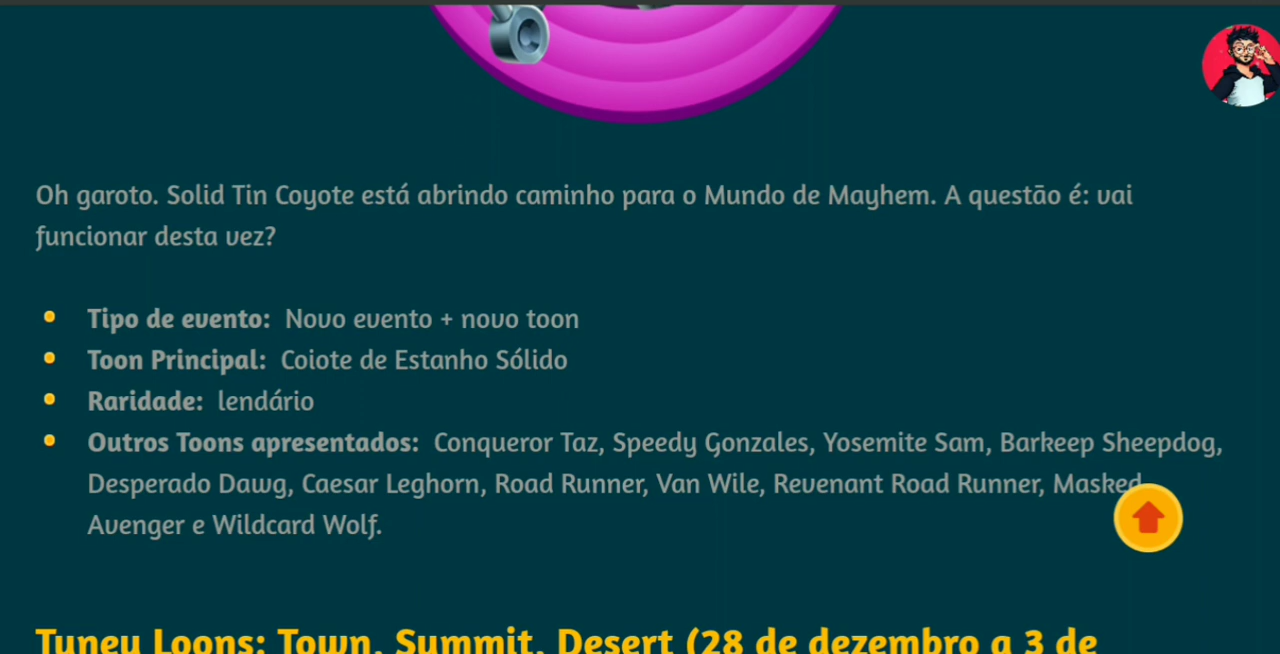 Oh garoto. Solid Tin Coyote está abrindo caminho para o Mundo de Mayhem. A questão é: vai
funcionar desta vez?
Tipo de evento: Novo evento + novo toon
Toon Principal: Coiote de Estanho Sólido
Raridade: lendário
Outros Toons apresentados: Conqueror Taz, Speedy Gonzales, Yosemite Sam, Barkeep Sheepdog,
Desperado Dawg, Caesar Leghorn, Road Runner, Van Wile, Revenant Road Runner, Masked
Avenger e Wildcard Wolf.
Tuney Loons: Town, Summit, Desert (28 de dezembro a 3 de